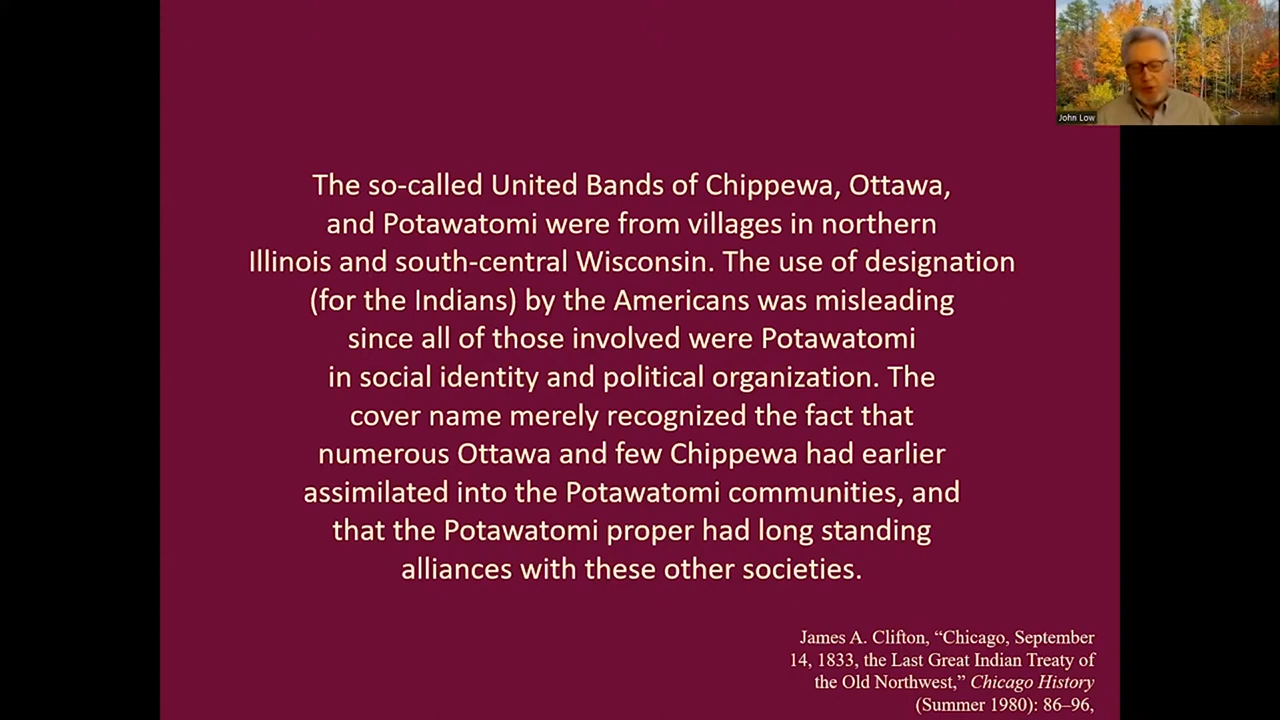 John Low
The so-called United Bands of Chippewa, Ottawa,
and Potawatomi were from villages in northern
Illinois and south-central Wisconsin. The use of designation
(for the Indians) by the Americans was misleading
since all of those involved were Potawatomi
in social identity and political organization. The
cover name merely recognized the fact that
numerous Ottawa and few Chippewa had earlier
assimilated into the Potawatomi communities, and
that the Potawatomi proper had long standing
alliances with these other societies.
James A. Clifton, “Chicago, September
14, 1833, the Last Great Indian Treaty of
the Old Northwest,” Chicago History
(Summer 1980): 86–96,